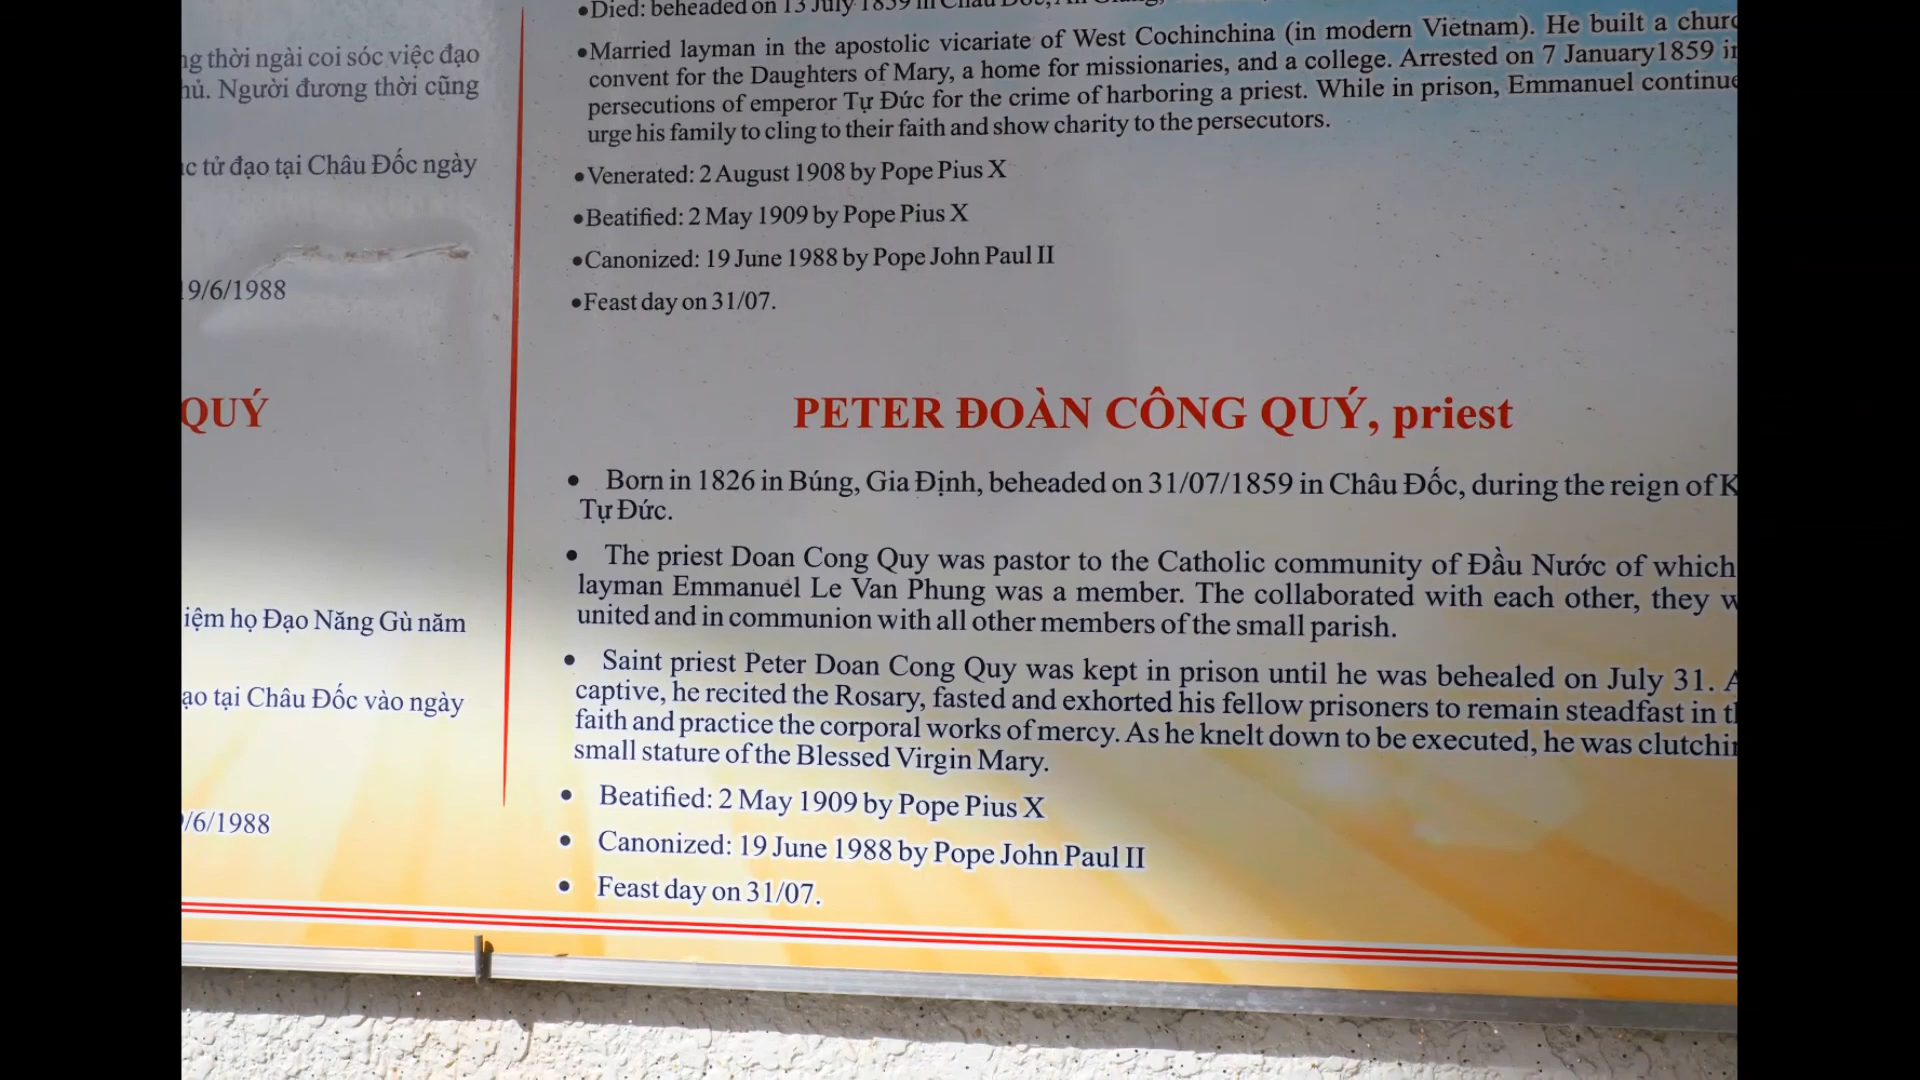 ng thời ngài coi sóc việc đạo
Người đương thời cũng
tử đạo tại Châu Đốc ngày
19/6/1988
QUÝ
iệm họ Đạo Năng Gù năm
ạo tại Châu Đốc vào ngày
/6/1988
•Died: beheaded on 13 July 1859 in Châu Đốc, An Giang,
•Married layman in the apostolic vicariate of West Cochinchina (in modern Vietnam). He built a churc
convent for the Daughters of Mary, a home for missionaries, and a college. Arrested on 7 January1859 in
persecutions of emperor Tự Đức for the crime of harboring a priest. While in prison, Emmanuel continue
urge his family to cling to their faith and show charity to the persecutors.
•Venerated: 2 August 1908 by Pope Pius X
•Beatified: 2 May 1909 by Pope Pius X
•Canonized: 19 June 1988 by Pope John Paul II
•Feast day on 31/07.
PETER ĐOÀN CÔNG QUÝ, priest
• Born in 1826 in Búng, Gia Định, beheaded on 31/07/1859 in Châu Đốc, during the reign of K
Tự Đức.
• The priest Doan Cong Quy was pastor to the Catholic community of Đầu Nước of which
layman Emmanuel Le Van Phung was a member. The collaborated with each other, they w
united and in communion with all other members of the small parish.
• Saint priest Peter Doan Cong Quy was kept in prison until he was behealed on July 31. A
captive, he recited the Rosary, fasted and exhorted his fellow prisoners to remain steadfast in th
faith and practice the corporal works of mercy. As he knelt down to be executed, he was clutchin
small stature of the Blessed Virgin Mary.
• Beatified: 2 May 1909 by Pope Pius X
• Canonized: 19 June 1988 by Pope John Paul II
• Feast day on 31/07.